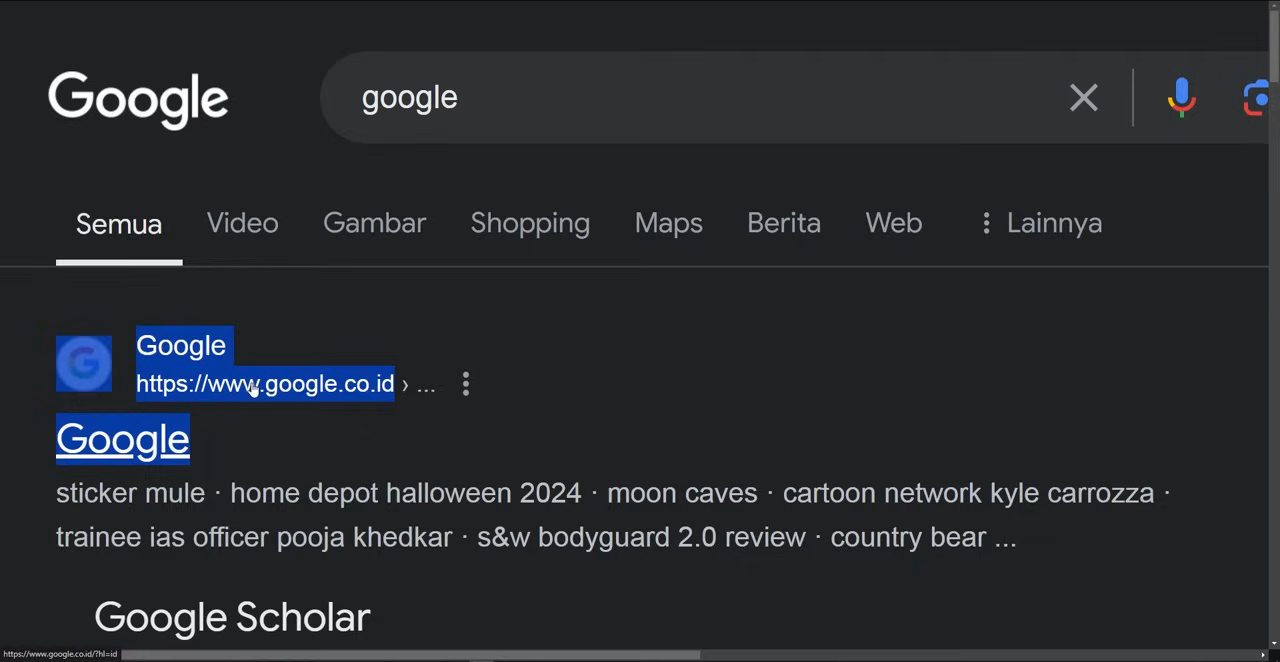 Google
google
Semua Video Gambar Shopping Maps Berita Web Lainnya
Google
https://www.google.co.id › ...
Google
sticker mule · home depot halloween 2024 · moon caves · cartoon network kyle carrozza ·
trainee ias officer pooja khedkar · s&w bodyguard 2.0 review · country bear ...
Google Scholar
https://www.google.co.id/?hl=id